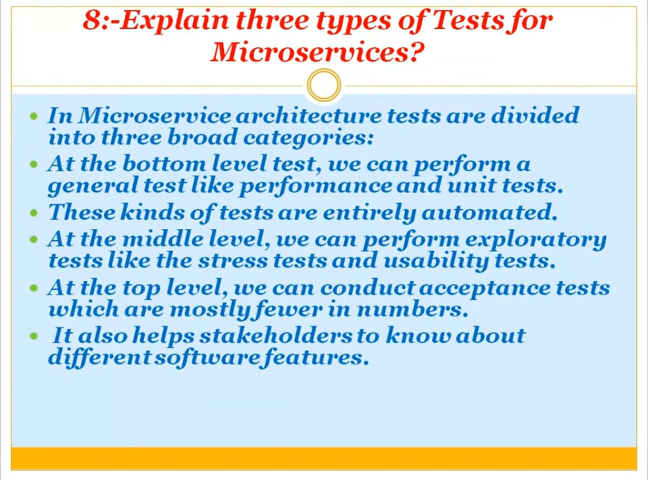 8:-Explain three types of Tests for
Microservices?
• In Microservice architecture tests are divided
into three broad categories:
• At the bottom level test, we can perform a
general test like performance and unit tests.
• These kinds of tests are entirely automated.
• At the middle level, we can perform exploratory
tests like the stress tests and usability tests.
• At the top level, we can conduct acceptance tests
which are mostly fewer in numbers.
• It also helps stakeholders to know about
different software features.